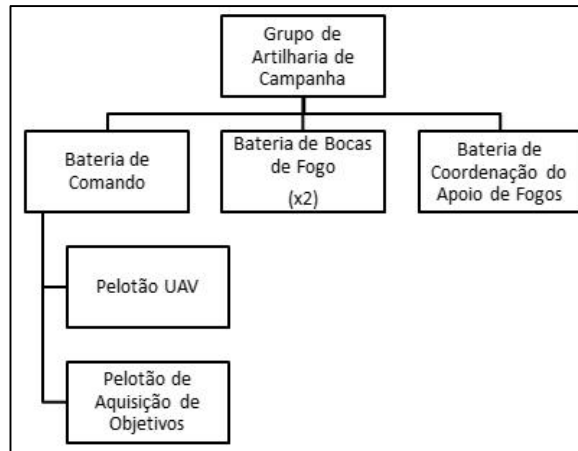 Grupo de
Artilharia de
Campanha
Bateria de
Comando
Bateria de Bocas
de Fogo
(x2)
Bateria de
Coordenação do
Apoio de Fogos
Pelotão UAV
Pelotão de
Aquisição de
Objetivos